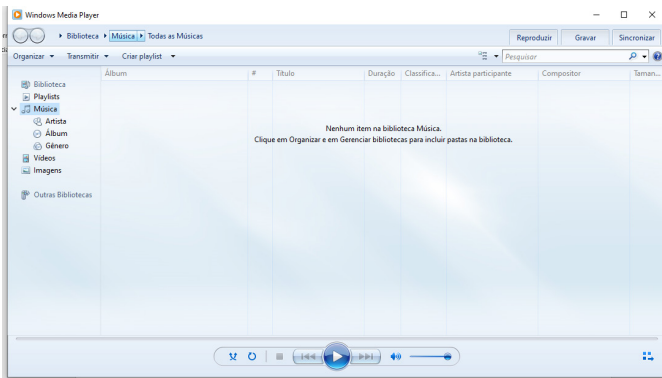 Windows Media Player
Biblioteca Música Todas as Músicas
Reproduzir Gravar Sincronizar
Organizar Transmitir Criar playlist
Pesquisar
Álbum # Título Duração Classifica... Artista participante Compositor Taman...
Biblioteca
Playlists
Música
Artista
Álbum
Gênero
Vídeos
Imagens
Outras Bibliotecas
Nenhum item na biblioteca Música.
Clique em Organizar e em Gerenciar bibliotecas para incluir pastas na biblioteca.